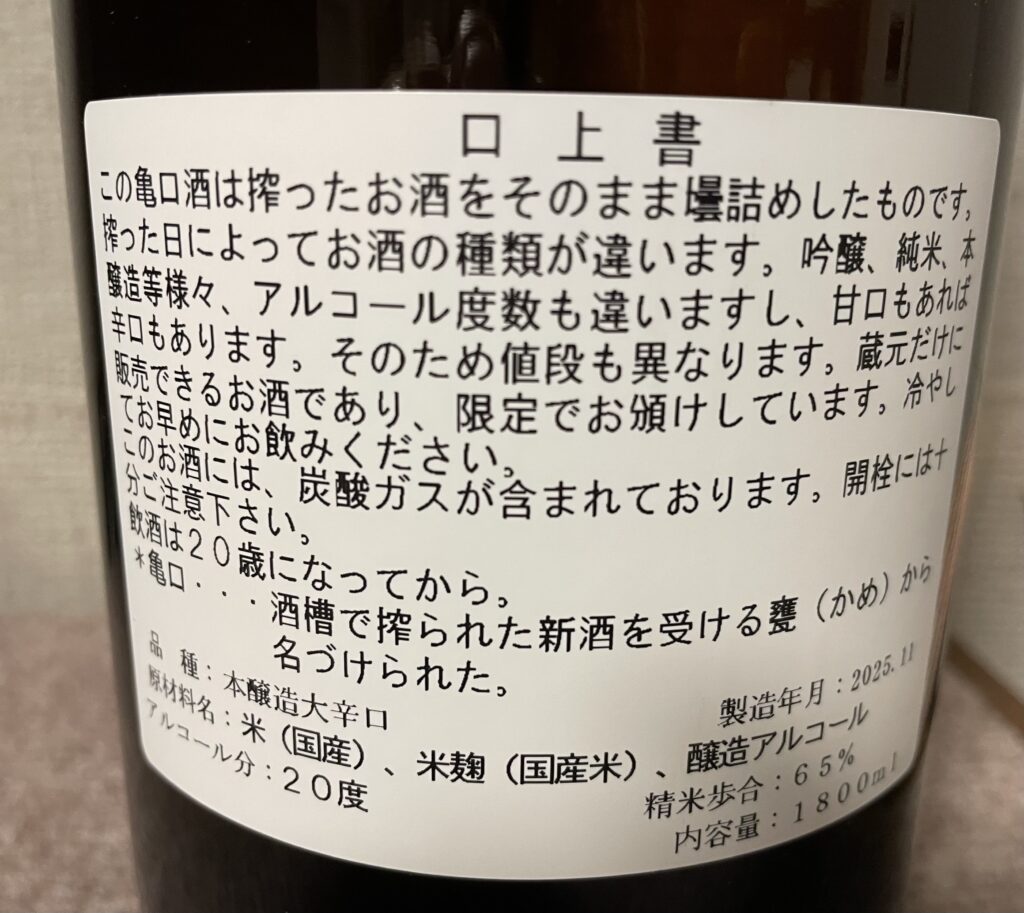 口上書
この亀口酒は搾ったお酒をそのまま壜詰めしたものです。
搾った日によってお酒の種類が違います。吟醸、純米、本
醸造等様々、アルコール度数も違いますし、甘口もあれば
辛口もあります。そのため値段も異なります。蔵元だけに
販売できるお酒であり、限定でお頒けしています。冷やし
てお早めにお飲みください。
このお酒には、炭酸ガスが含まれております。開栓には十
分ご注意下さい。
飲酒は２０歳になってから。
*亀口・・・酒槽で搾られた新酒を受ける甕（かめ）から
名づけられた。
品種：本醸造大辛口
製造年月：2025.11
原材料名：米（国産）、米麹（国産米）、醸造アルコール
アルコール分：２０度
精米歩合：６５％
内容量：１８００ｍｌ